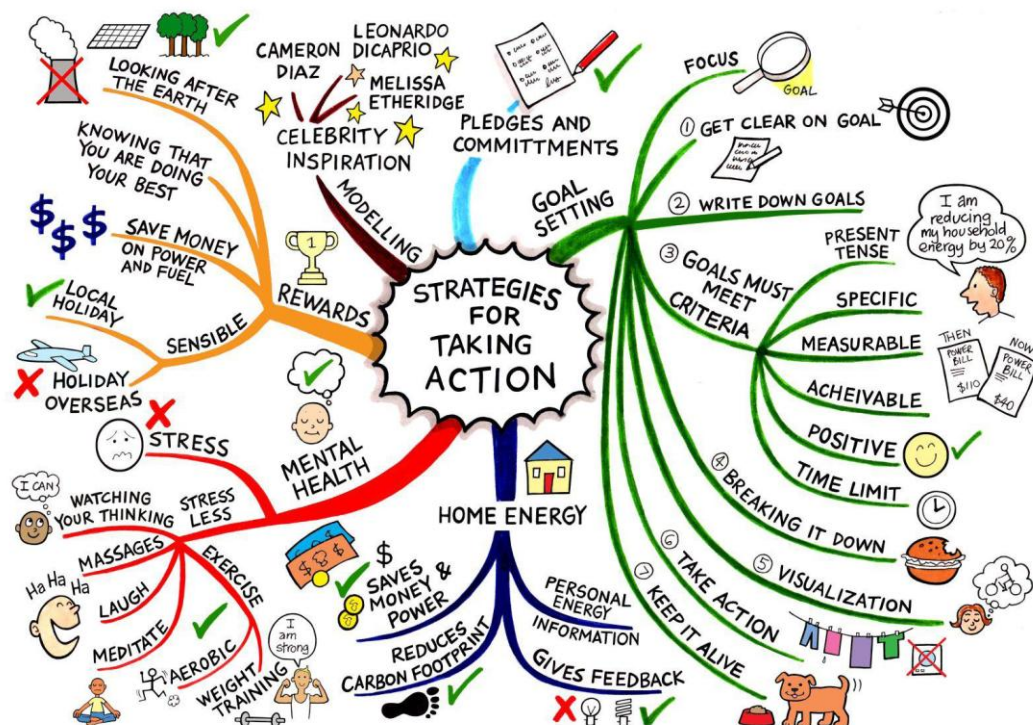 STRATEGIES
FOR
TAKING
ACTION
GOAL
SETTING
FOCUS
GOAL
① GET CLEAR ON GOAL
② WRITE DOWN GOALS
③ GOALS MUST
MEET
CRITERIA
PRESENT
TENSE
I am
reducing
my household
energy by 20%
SPECIFIC
MEASURABLE
THEN
POWER
BILL
$110
NOW
POWER
BILL
$40
ACHEIVABLE
POSITIVE
TIME LIMIT
④ BREAKING IT DOWN
⑤ VISUALIZATION
⑥ TAKE ACTION
⑦ KEEP IT ALIVE
HOME ENERGY
PERSONAL
ENERGY
INFORMATION
GIVES FEEDBACK
REDUCES
CARBON FOOTPRINT
$
SAVES
MONEY &
POWER
MENTAL
HEALTH
STRESS
STRESS
LESS
WATCHING
YOUR THINKING
I CAN
MASSAGES
LAUGH
Ha Ha Ha
Ha
MEDITATE
EXERCISE
AEROBIC
WEIGHT
TRAINING
I
am
strong
REWARDS
1
LOOKING AFTER
THE EARTH
KNOWING THAT
YOU ARE DOING
YOUR BEST
$ $ $
SAVE MONEY
ON POWER
AND FUEL
SENSIBLE
LOCAL
HOLIDAY
HOLIDAY
OVERSEAS
MODELLING
CELEBRITY
INSPIRATION
CAMERON
DIAZ
LEONARDO
DICAPRIO
MELISSA
ETHERIDGE
PLEDGES AND
COMMITTMENTS